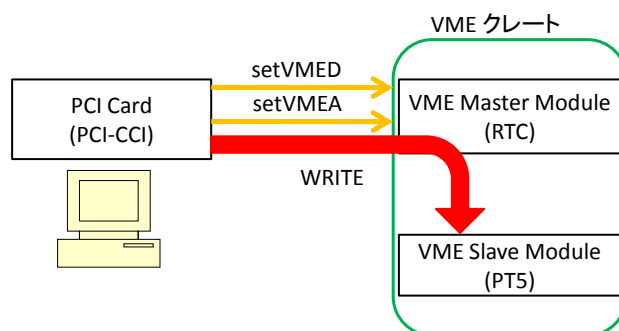 VME クレート
setVMED
PCI Card
(PCI-CCI)
setVMEA
VME Master Module
(RTC)
WRITE
VME Slave Module
(PT5)